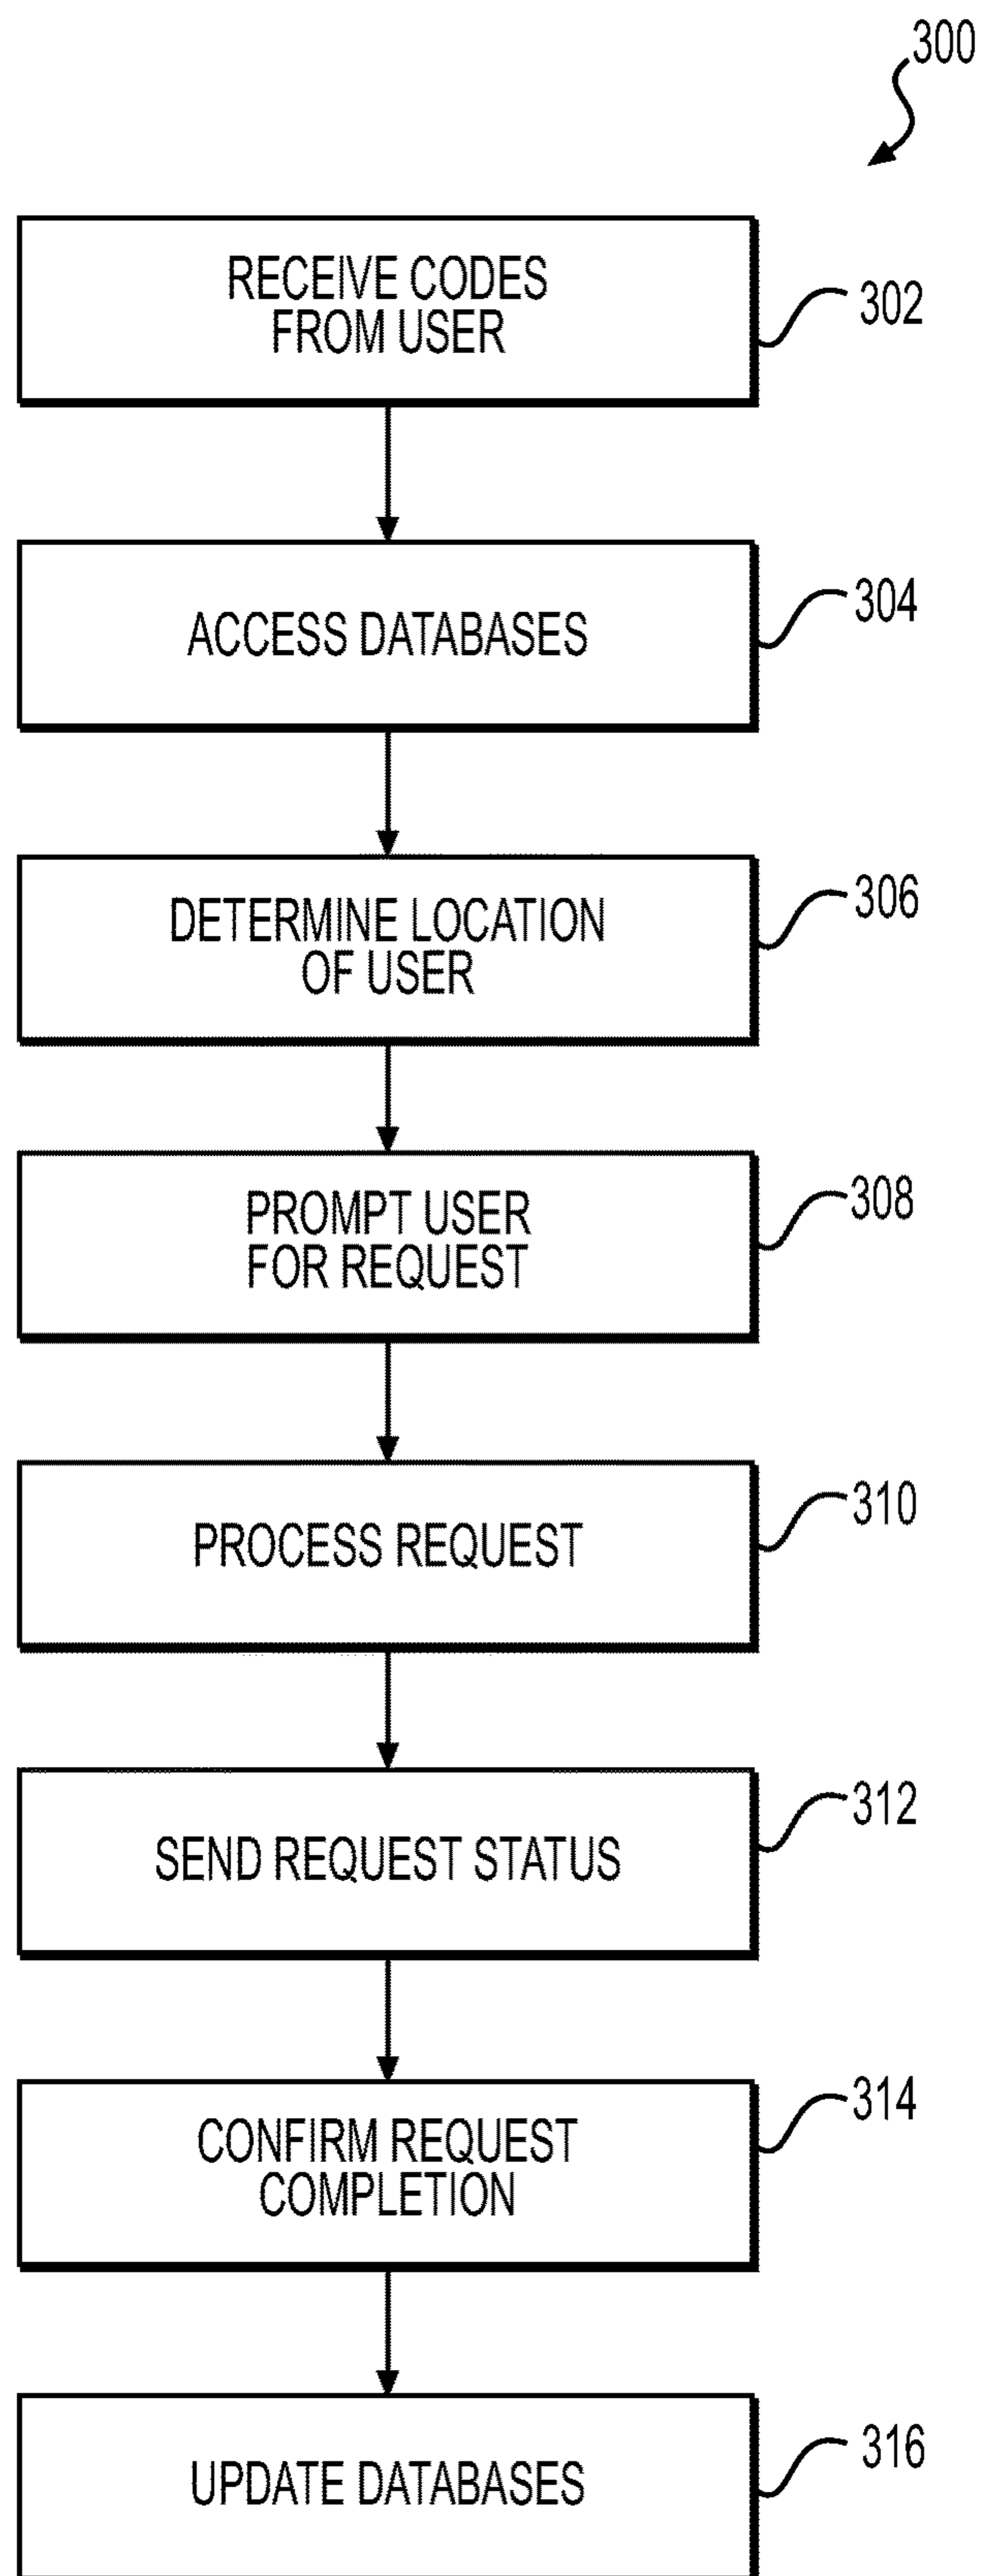 300
RECEIVE CODES
FROM USER
302
ACCESS DATABASES
304
DETERMINE LOCATION
OF USER
306
PROMPT USER
FOR REQUEST
308
PROCESS REQUEST
310
SEND REQUEST STATUS
312
CONFIRM REQUEST
COMPLETION
314
UPDATE DATABASES
316